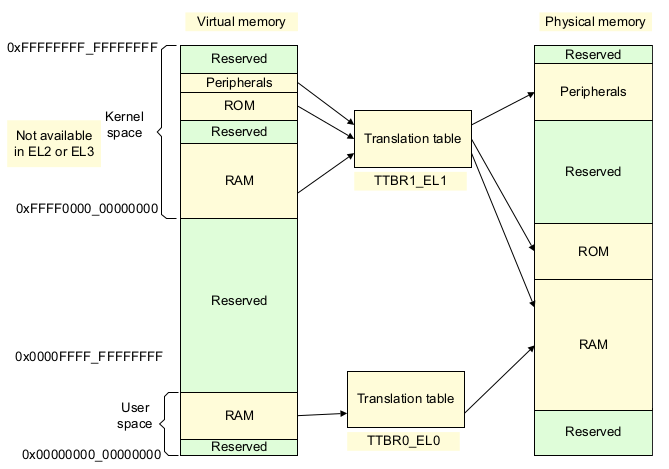 Virtual memory
Physical memory
0xFFFFFFFF_FFFFFFFF
Reserved
Peripherals
ROM
Reserved
RAM
Kernel
space
Not available
in EL2 or EL3
0xFFFF0000_00000000
Reserved
0x0000FFFF_FFFFFFFF
User
space
RAM
Reserved
0x00000000_00000000
Translation table
TTBR1_EL1
Translation table
TTBR0_EL0
Reserved
Peripherals
Reserved
ROM
RAM
Reserved